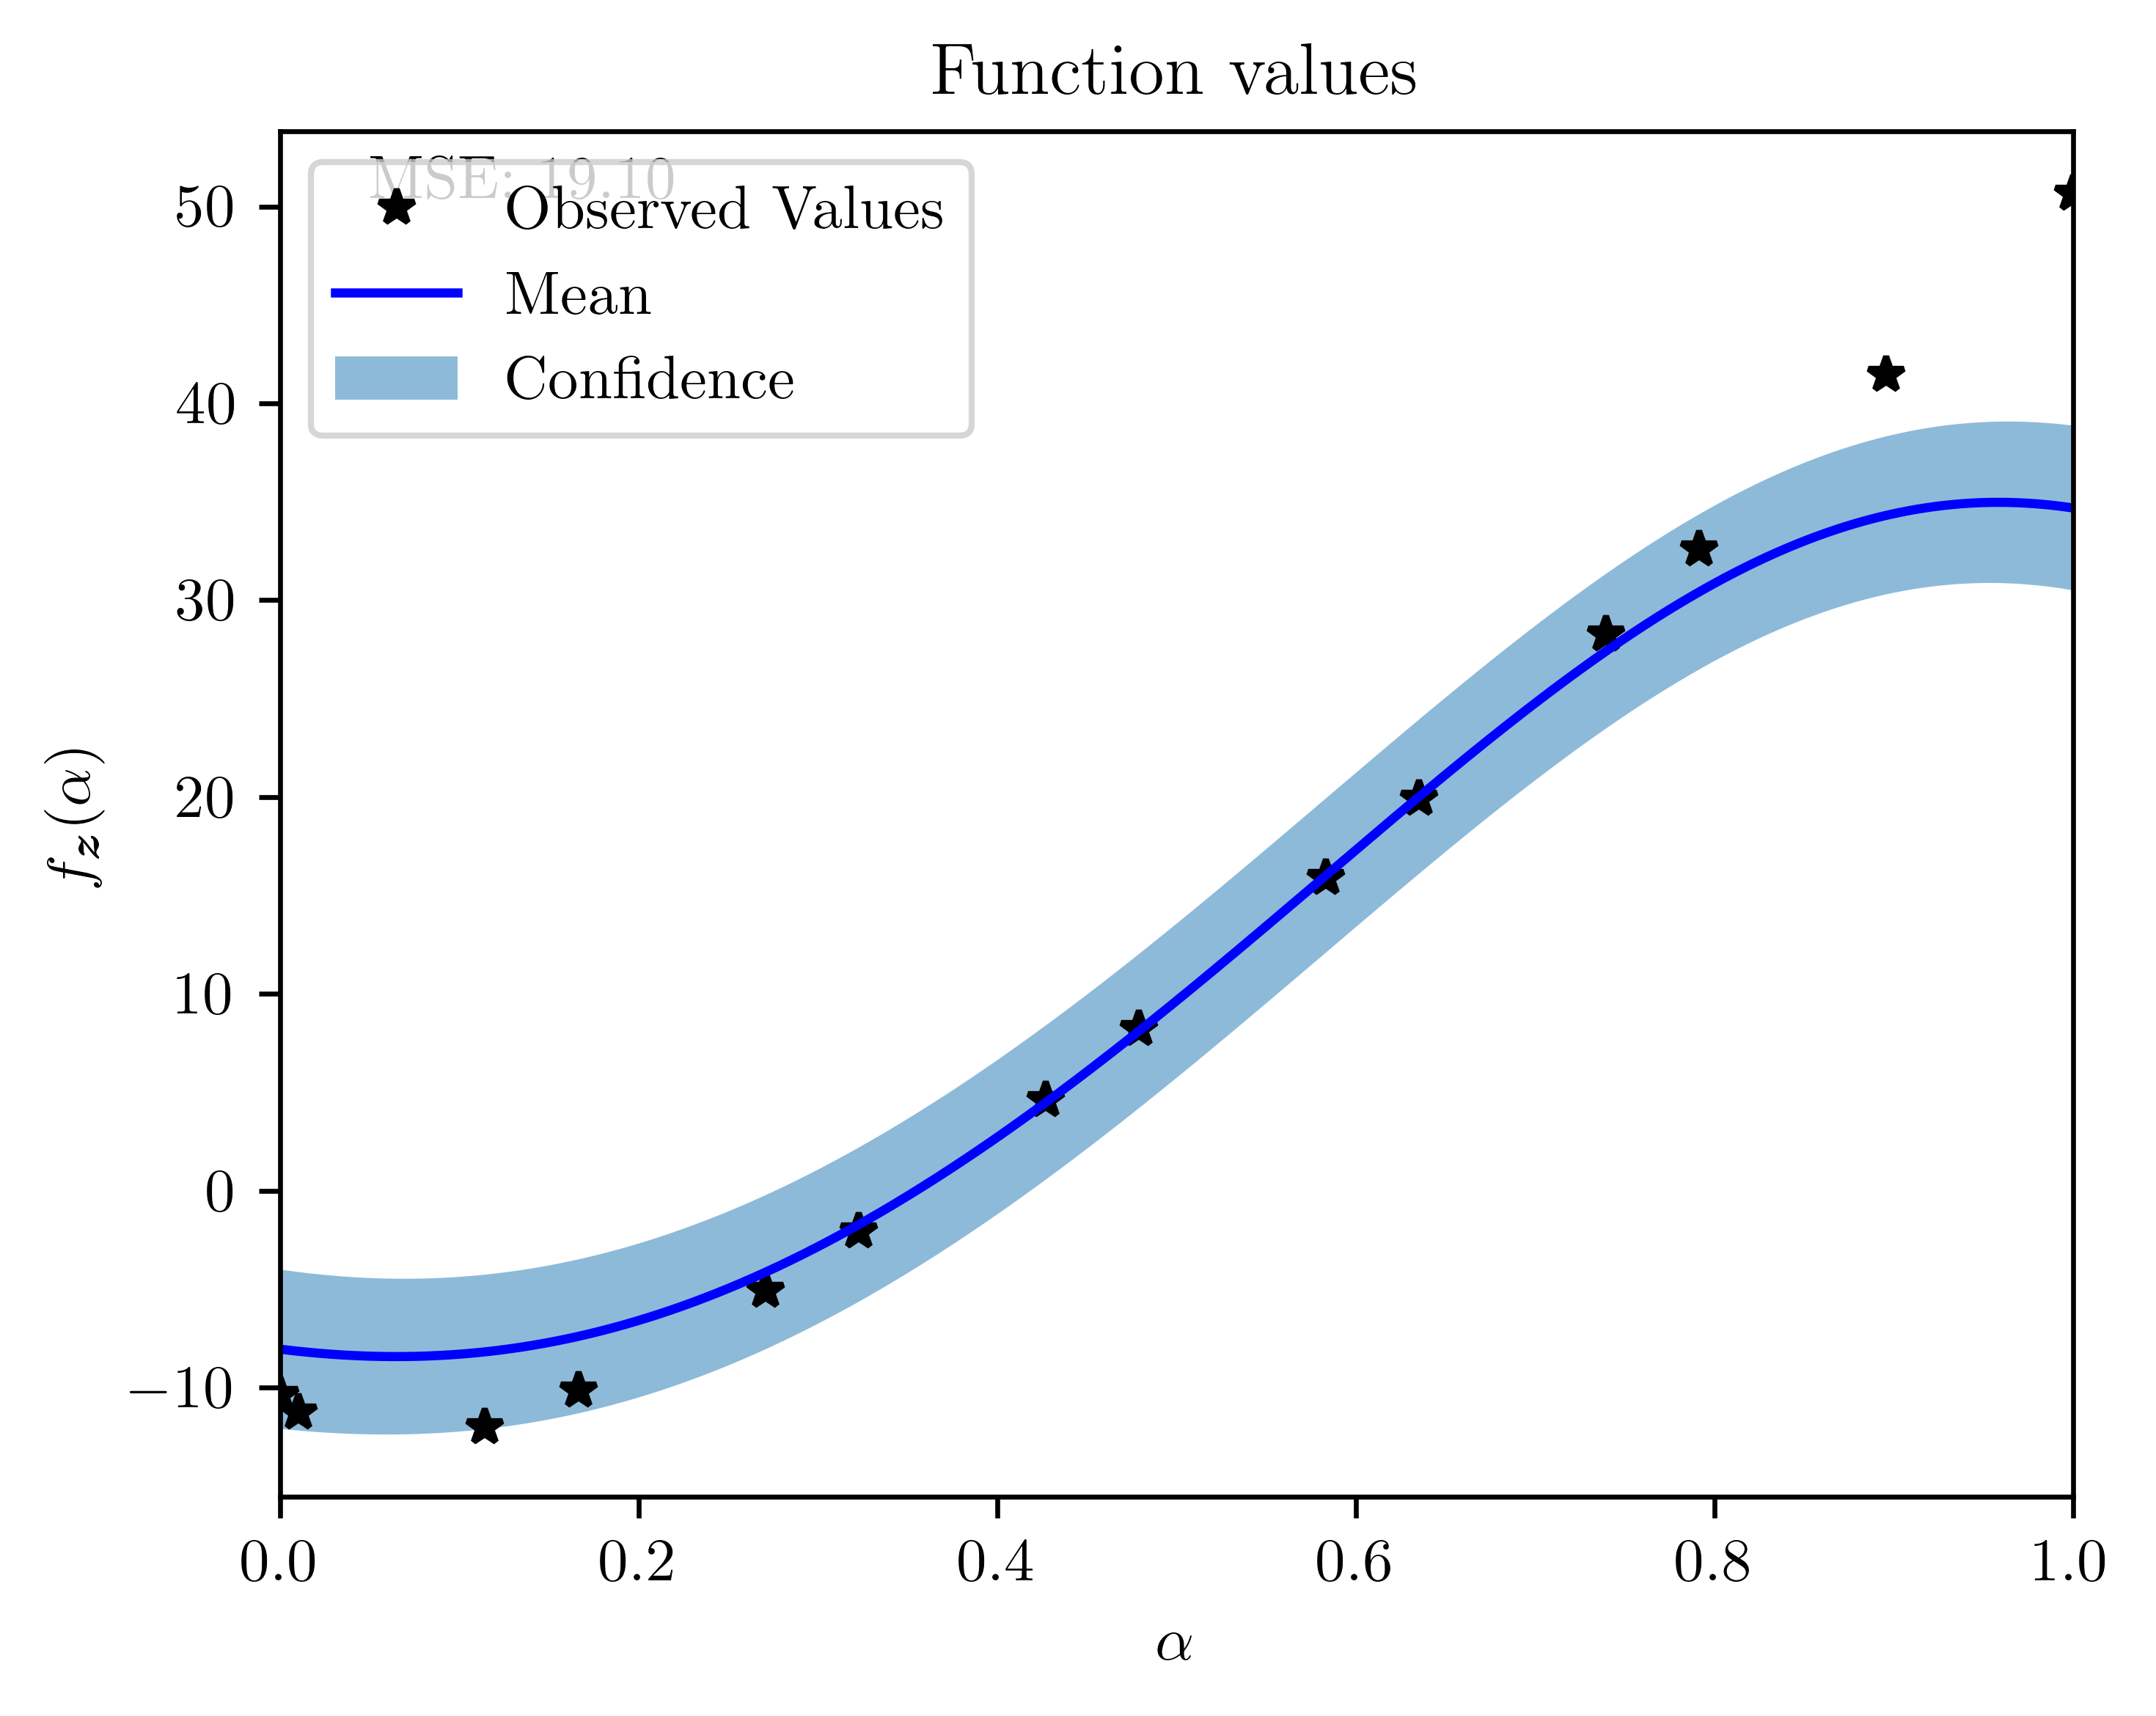 Function values
MSE: 19.10
Observed Values
Mean
Confidence
50
40
30
20
10
0
−10
f_z(α)
0.0 0.2 0.4 0.6 0.8 1.0
α